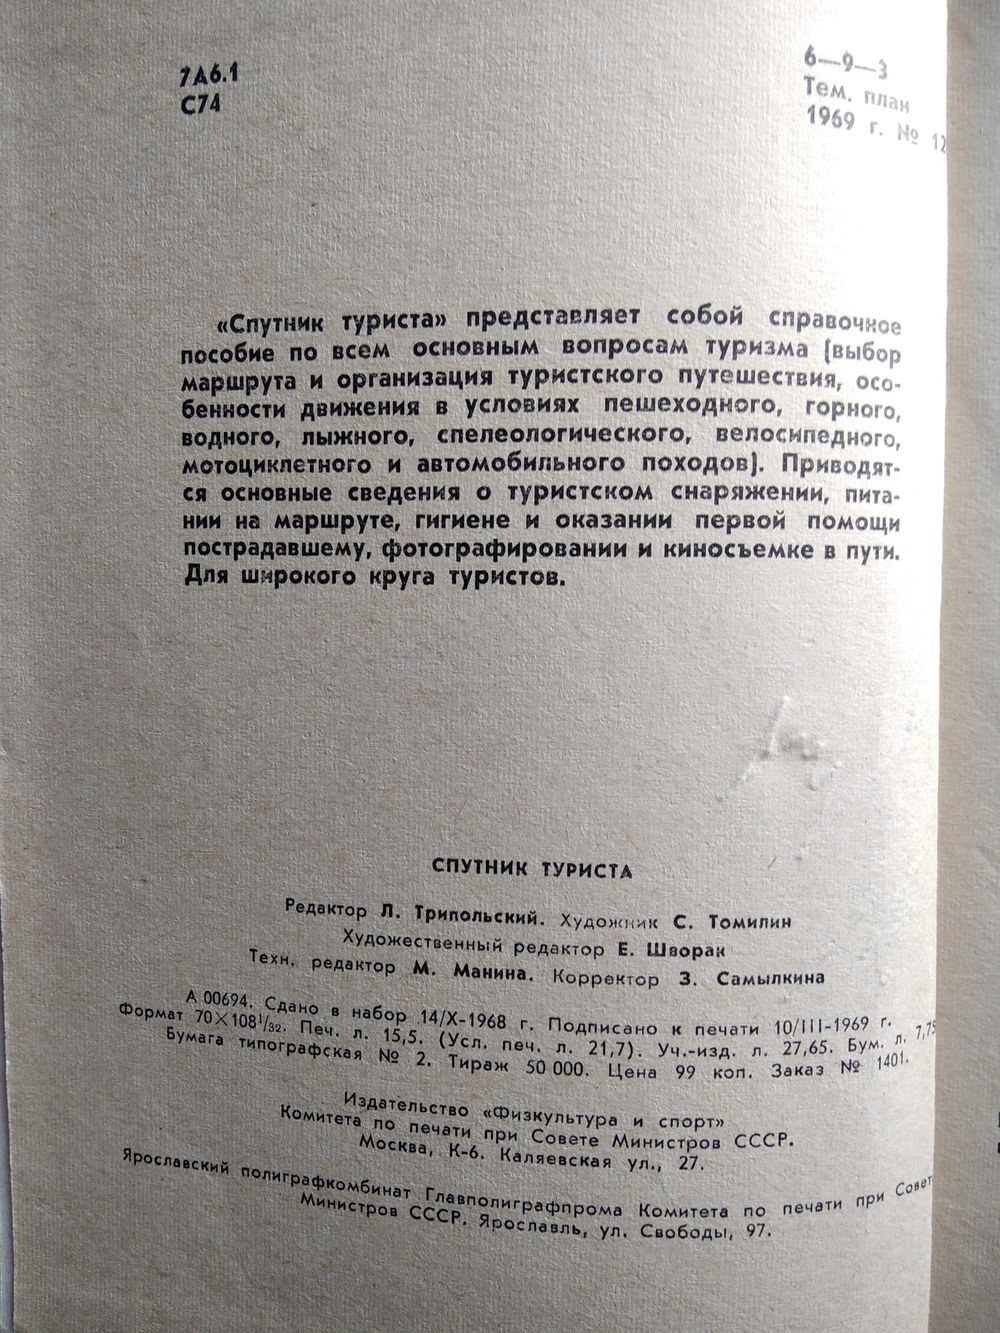 7А6.1
С74
6—9—3
Тем. план
1969 г. № 12
«Спутник туриста» представляет собой справочное
пособие по всем основным вопросам туризма (выбор
маршрута и организация туристского путешествия, осо-
бенности движения в условиях пешеходного, горного,
водного, лыжного, спелеологического, велосипедного,
мотоциклетного и автомобильного походов). Приводят-
ся основные сведения о туристском снаряжении, пита-
нии на маршруте, гигиене и оказании первой помощи
пострадавшему, фотографировании и киносъемке в пути.
Для широкого круга туристов.
СПУТНИК ТУРИСТА
Редактор Л. Трипольский. Художник С. Томилин
Художественный редактор Е. Шворак
Техн. редактор М. Манина. Корректор З. Самылкина
А 00694. Сдано в набор 14/X-1968 г. Подписано к печати 10/III-1969 г.
Формат 70×108¹/₃₂. Печ. л. 15,5. (Усл. печ. л. 21,7). Уч.-изд. л. 27,65. Бум. л. 7,75
Бумага типографская № 2. Тираж 50 000. Цена 99 коп. Заказ № 1401.
Издательство «Физкультура и спорт»
Комитета по печати при Совете Министров СССР.
Москва, К-6. Каляевская ул., 27.
Ярославский полиграфкомбинат Главполиграфпрома Комитета по печати при Совете
Министров СССР. Ярославль, ул. Свободы, 97.